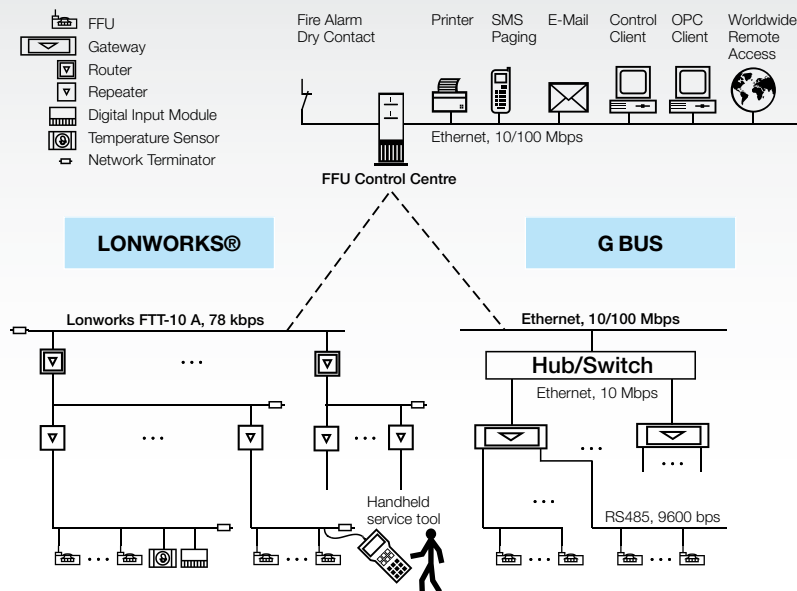 FFU
Gateway
Router
Repeater
Digital Input Module
Temperature Sensor
Network Terminator
Fire Alarm
Dry Contact
Printer
SMS
Paging
E-Mail
Control
Client
OPC
Client
Worldwide
Remote
Access
Ethernet, 10/100 Mbps
FFU Control Centre
LONWORKS®
G BUS
Lonworks FTT-10 A, 78 kbps
Ethernet, 10/100 Mbps
Hub/Switch
Ethernet, 10 Mbps
Handheld
service tool
RS485, 9600 bps